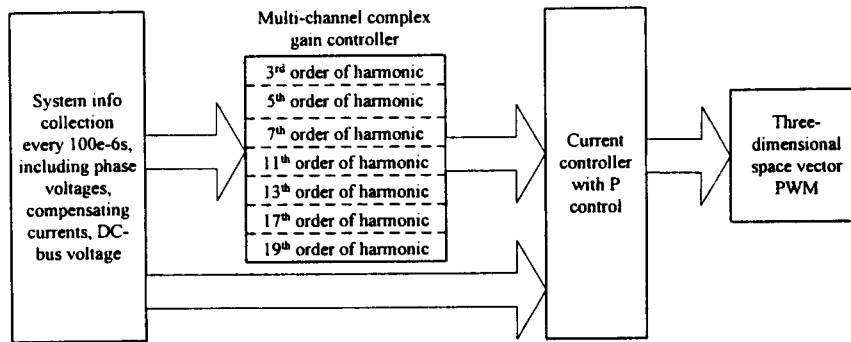 Multi-channel complex
gain controller
System info
collection
every 100e-6s,
including phase
voltages,
compensating
currents, DC-
bus voltage
3rd order of harmonic
5th order of harmonic
7th order of harmonic
11th order of harmonic
13th order of harmonic
17th order of harmonic
19th order of harmonic
Current
controller
with P
control
Three-
dimensional
space vector
PWM